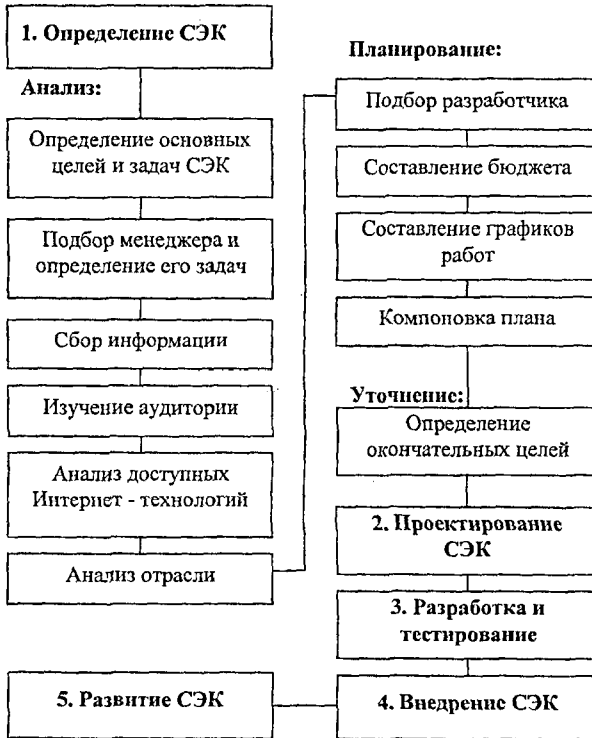 1. Определение СЭК
Анализ:
Определение основных
целей и задач СЭК
Подбор менеджера и
определение его задач
Сбор информации
Изучение аудитории
Анализ доступных
Интернет - технологий
Анализ отрасли
Планирование:
Подбор разработчика
Составление бюджета
Составление графиков
работ
Компоновка плана
Уточнение:
Определение
окончательных целей
2. Проектирование
СЭК
3. Разработка и
тестирование
4. Внедрение СЭК
5. Развитие СЭК